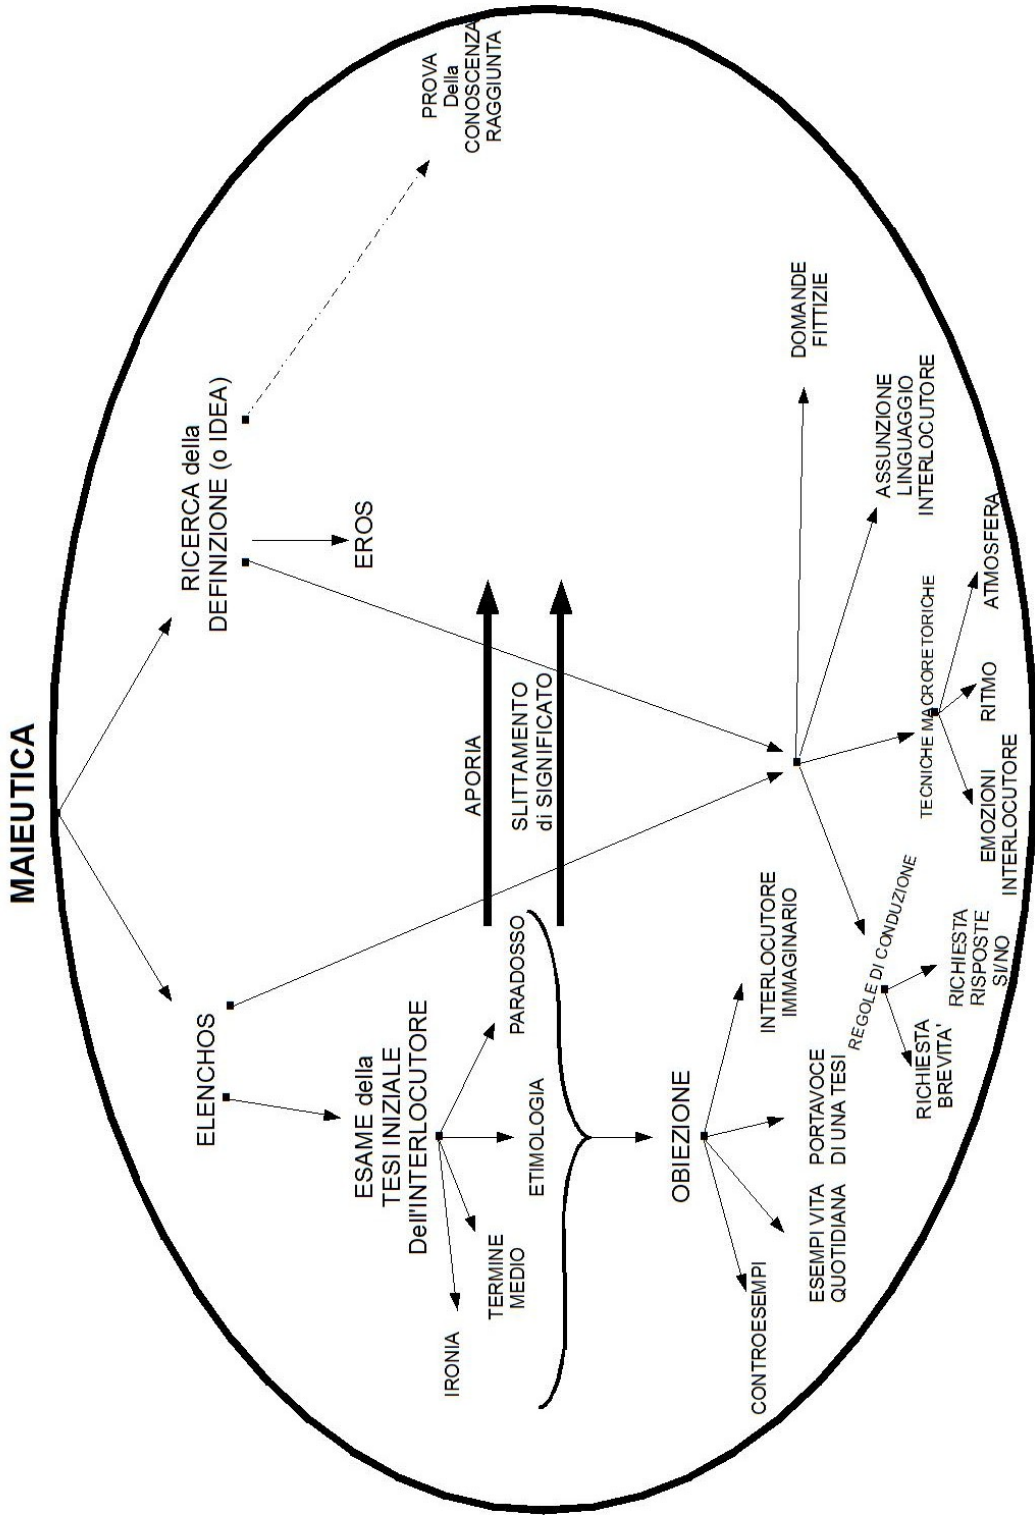 MAIEUTICA
ELENCHOS
RICERCA della
DEFINIZIONE (o IDEA)
ESAME della
TESI INIZIALE
Dell'INTERLOCUTORE
EROS
PROVA
Della
CONOSCENZA
RAGGIUNTA
IRONIA
TERMINE
MEDIO
ETIMOLOGIA
PARADOSSO
APORIA
SLITTAMENTO
di SIGNIFICATO
OBIEZIONE
CONTROESEMPI
ESEMPI VITA
QUOTIDIANA
PORTAVOCE
DI UNA TESI
INTERLOCUTORE
IMMAGINARIO
REGOLE DI CONDUZIONE
RICHIESTA
BREVITA'
RICHIESTA
RISPOSTE
SI/NO
TECNICHE MACRORETORICHE
EMOZIONI
INTERLOCUTORE
RITMO
ATMOSFERA
ASSUNZIONE
LINGUAGGIO
INTERLOCUTORE
DOMANDE
FITTIZIE